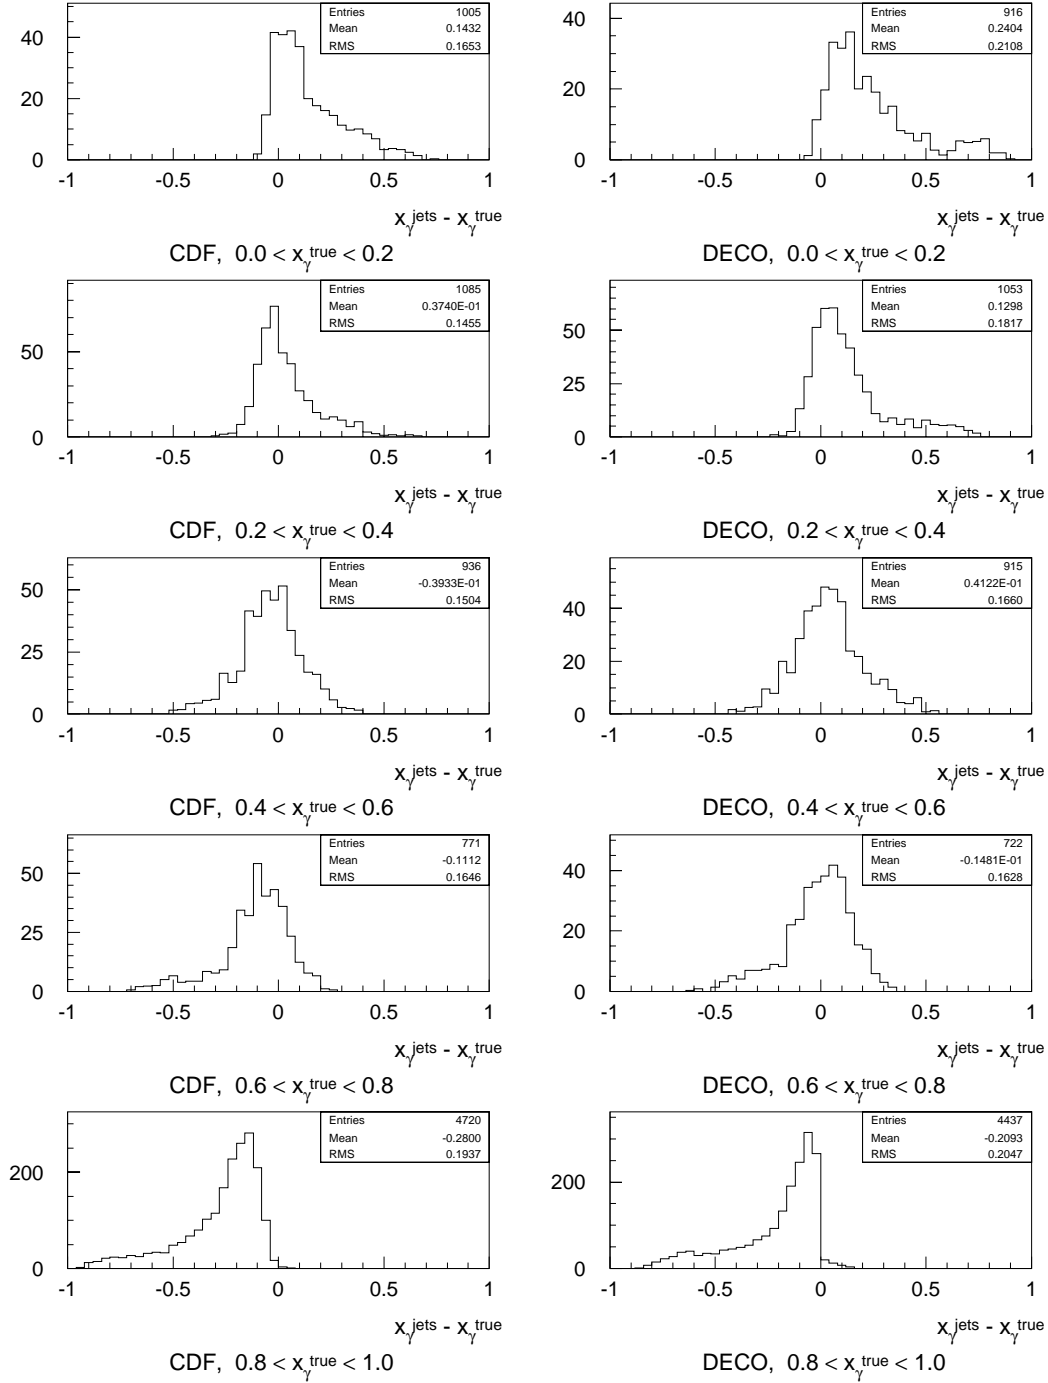 Entries 1005
Mean 0.1432
RMS 0.1653
40
20
0
-1 -0.5 0 0.5 1
x_γ^jets - x_γ^true
CDF, 0.0 < x_γ^true < 0.2
Entries 916
Mean 0.2404
RMS 0.2108
40
20
0
-1 -0.5 0 0.5 1
x_γ^jets - x_γ^true
DECO, 0.0 < x_γ^true < 0.2
Entries 1085
Mean 0.3740E-01
RMS 0.1455
50
0
-1 -0.5 0 0.5 1
x_γ^jets - x_γ^true
CDF, 0.2 < x_γ^true < 0.4
Entries 1053
Mean 0.1298
RMS 0.1817
50
25
0
-1 -0.5 0 0.5 1
x_γ^jets - x_γ^true
DECO, 0.2 < x_γ^true < 0.4
Entries 936
Mean -0.3933E-01
RMS 0.1504
50
25
0
-1 -0.5 0 0.5 1
x_γ^jets - x_γ^true
CDF, 0.4 < x_γ^true < 0.6
Entries 915
Mean 0.4122E-01
RMS 0.1660
40
20
0
-1 -0.5 0 0.5 1
x_γ^jets - x_γ^true
DECO, 0.4 < x_γ^true < 0.6
Entries 771
Mean -0.1112
RMS 0.1646
50
25
0
-1 -0.5 0 0.5 1
x_γ^jets - x_γ^true
CDF, 0.6 < x_γ^true < 0.8
Entries 722
Mean -0.1481E-01
RMS 0.1628
40
20
0
-1 -0.5 0 0.5 1
x_γ^jets - x_γ^true
DECO, 0.6 < x_γ^true < 0.8
Entries 4720
Mean -0.2800
RMS 0.1937
200
0
-1 -0.5 0 0.5 1
x_γ^jets - x_γ^true
CDF, 0.8 < x_γ^true < 1.0
Entries 4437
Mean -0.2093
RMS 0.2047
200
0
-1 -0.5 0 0.5 1
x_γ^jets - x_γ^true
DECO, 0.8 < x_γ^true < 1.0